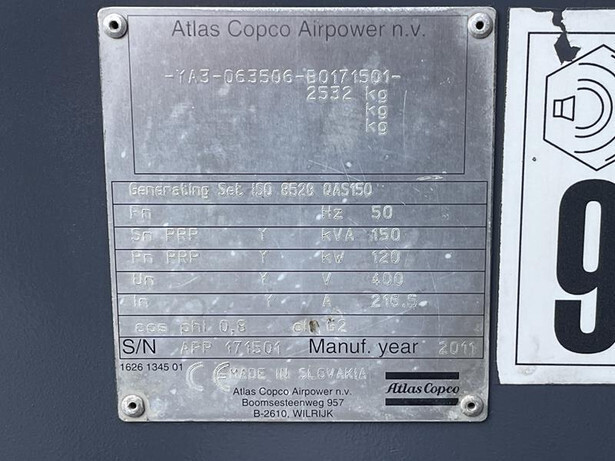 Atlas Copco Airpower n.v.
-YA3-063506-B0171501-
2532 kg
kg
kg
Generating Set ISO 8528 QAS150
Fn Hz 50
Sn PRP Y kVA 150
Pn PRP Y kW 120
Un Y V 400
In Y A 216.5
cos phi 0,8 G2
S/N APP 171501 Manuf. year 2011
1626 1345 01
CE MADE IN SLOVAKIA
Atlas Copco Airpower n.v.
Boomsesteenweg 957
B-2610, WILRIJK
Atlas Copco
9